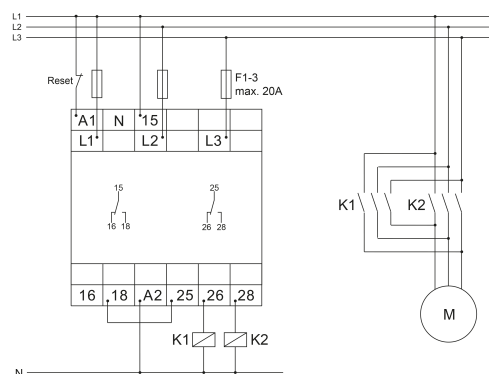 L1
L2
L3
Reset
F1-3
max. 20A
A1 N 15
L1 L2 L3
15 25
16 18 26 28
K1 K2
16 18 A2 25 26 28
K1 K2
M
N